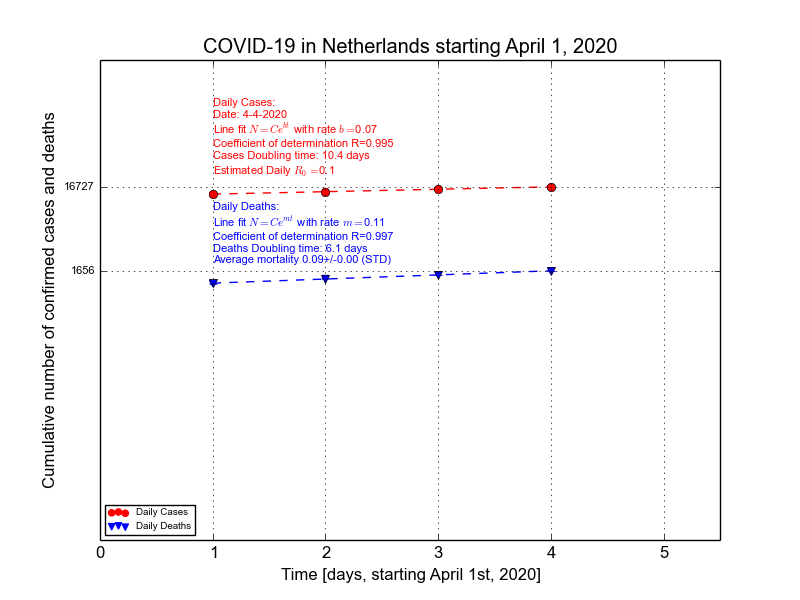 COVID-19 in Netherlands starting April 1, 2020
Cumulative number of confirmed cases and deaths
16727
1656
Daily Cases:
Date: 4-4-2020
Line fit N = Ce^{bt} with rate b =0.07
Coefficient of determination R=0.995
Cases Doubling time: 10.4 days
Estimated Daily R_0 =0.1
Daily Deaths:
Line fit N = Ce^{mt} with rate m =0.11
Coefficient of determination R=0.997
Deaths Doubling time: 6.1 days
Average mortality 0.09+/-0.00 (STD)
Daily Cases
Daily Deaths
0 1 2 3 4 5
Time [days, starting April 1st, 2020]